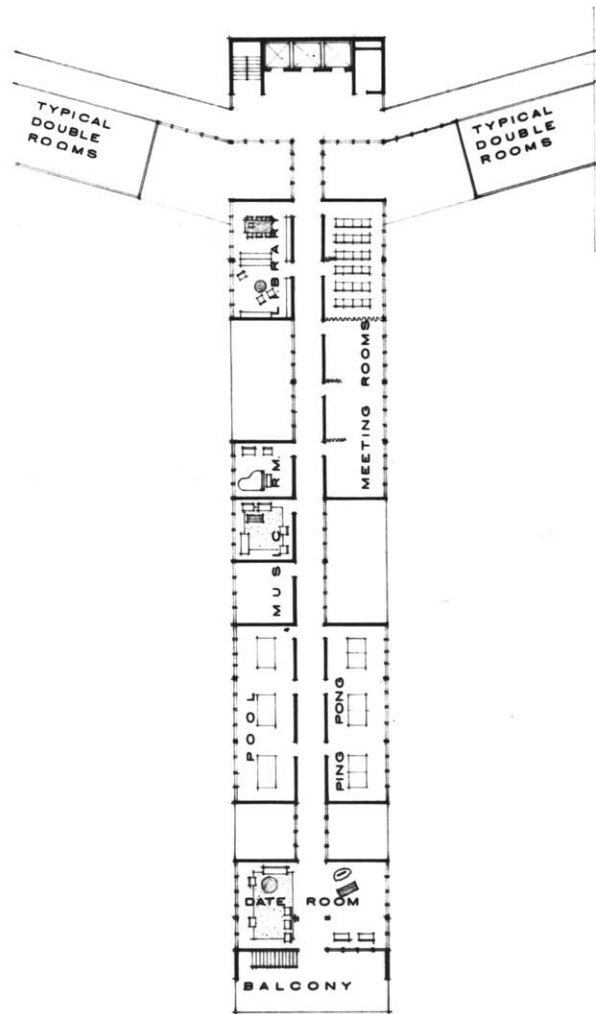 TYPICAL
DOUBLE
ROOMS
TYPICAL
DOUBLE
ROOMS
LIBRARY
MEETING ROOMS
MUSIC RM.
POOL
PING PONG
DATE ROOM
BALCONY